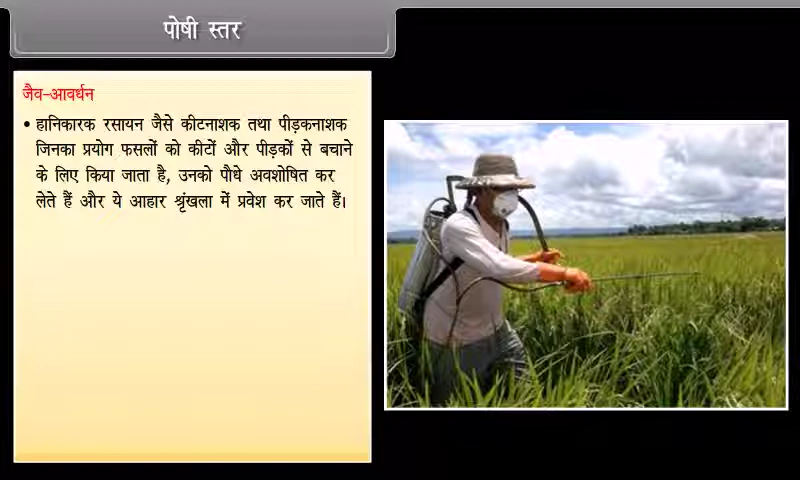 पोषी स्तर
जैव-आवर्धन
• हानिकारक रसायन जैसे कीटनाशक तथा पीड़कनाशक
जिनका प्रयोग फसलों को कीटों और पीड़कों से बचाने
के लिए किया जाता है, उनको पौधे अवशोषित कर
लेते हैं और ये आहार श्रृंखला में प्रवेश कर जाते हैं।